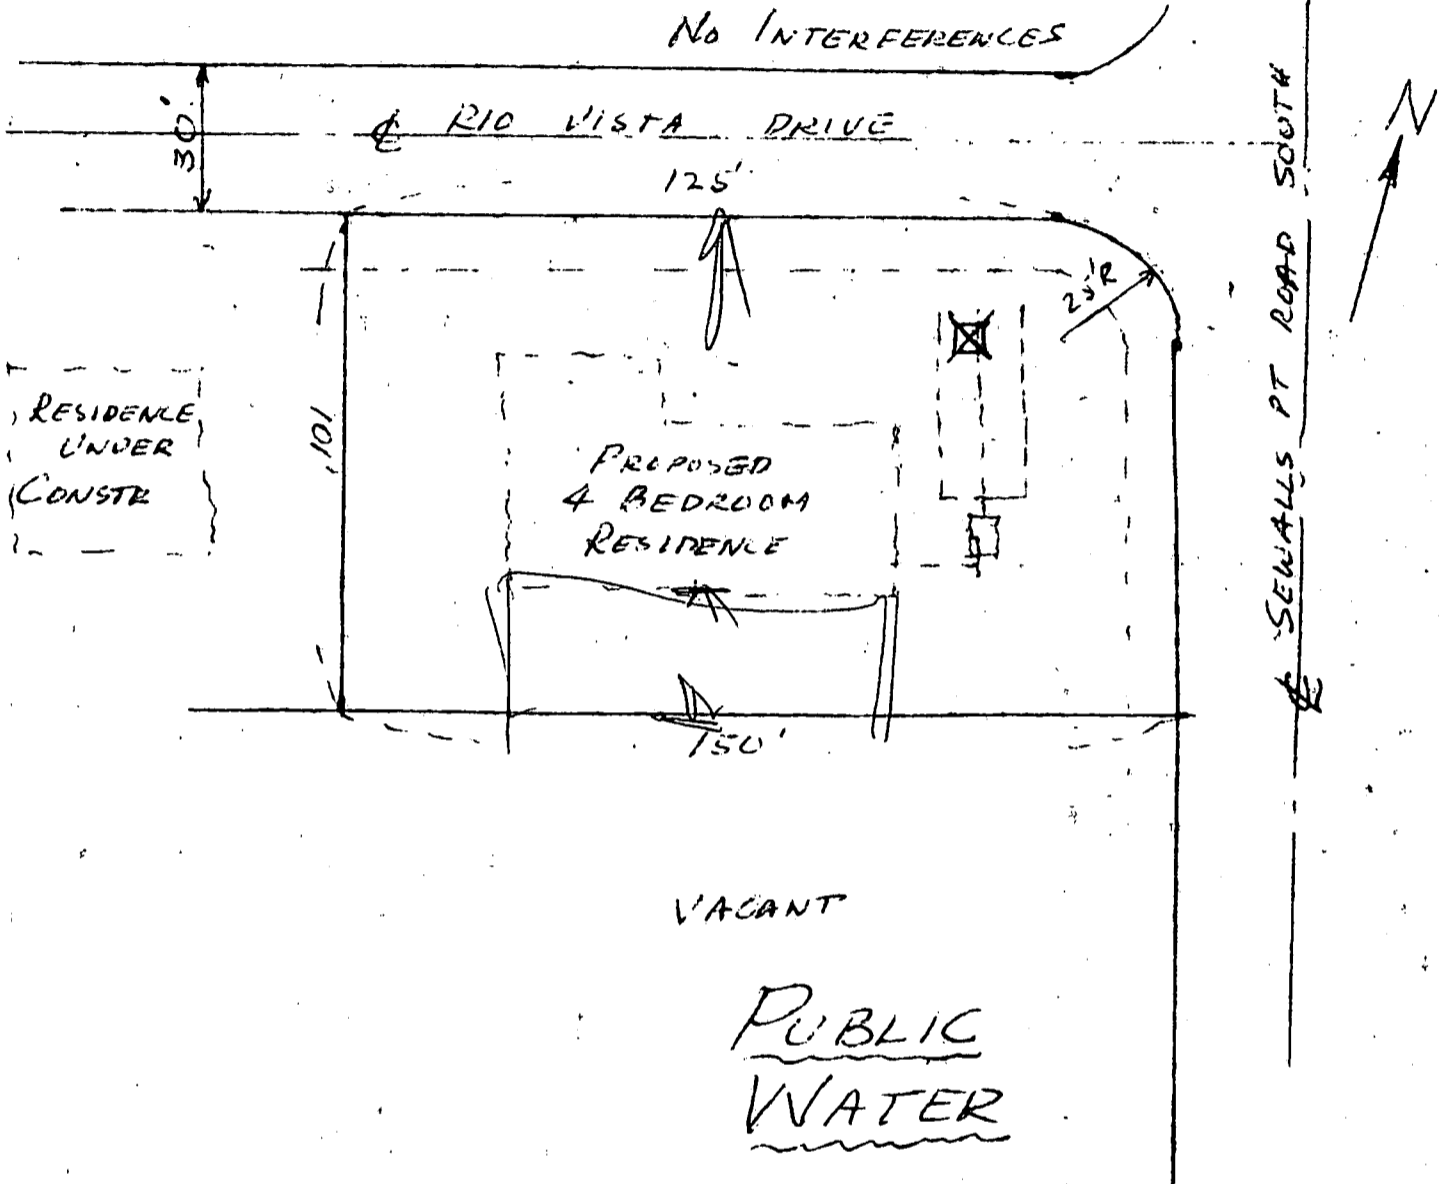 No INTERFERENCES
N
30'
℄ RIO VISTA DRIVE
125'
25'R
SEWALLS PT ROAD SOUTH
℄
RESIDENCE
UNDER
CONSTR
101'
PROPOSED
4 BEDROOM
RESIDENCE
150'
VACANT
PUBLIC
WATER